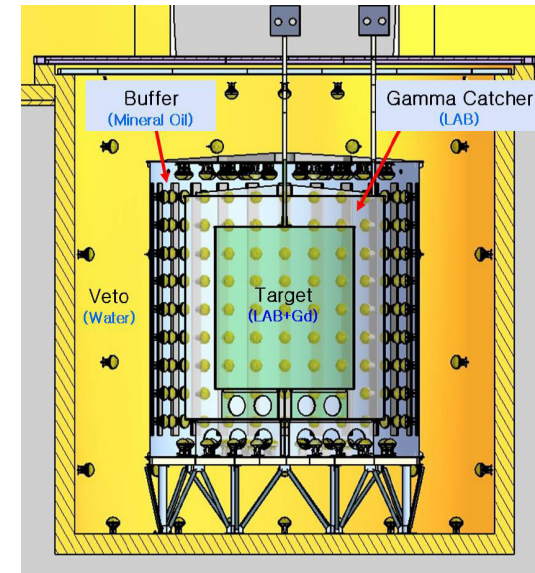 Buffer
(Mineral Oil)
Gamma Catcher
(LAB)
Veto
(Water)
Target
(LAB+Gd)